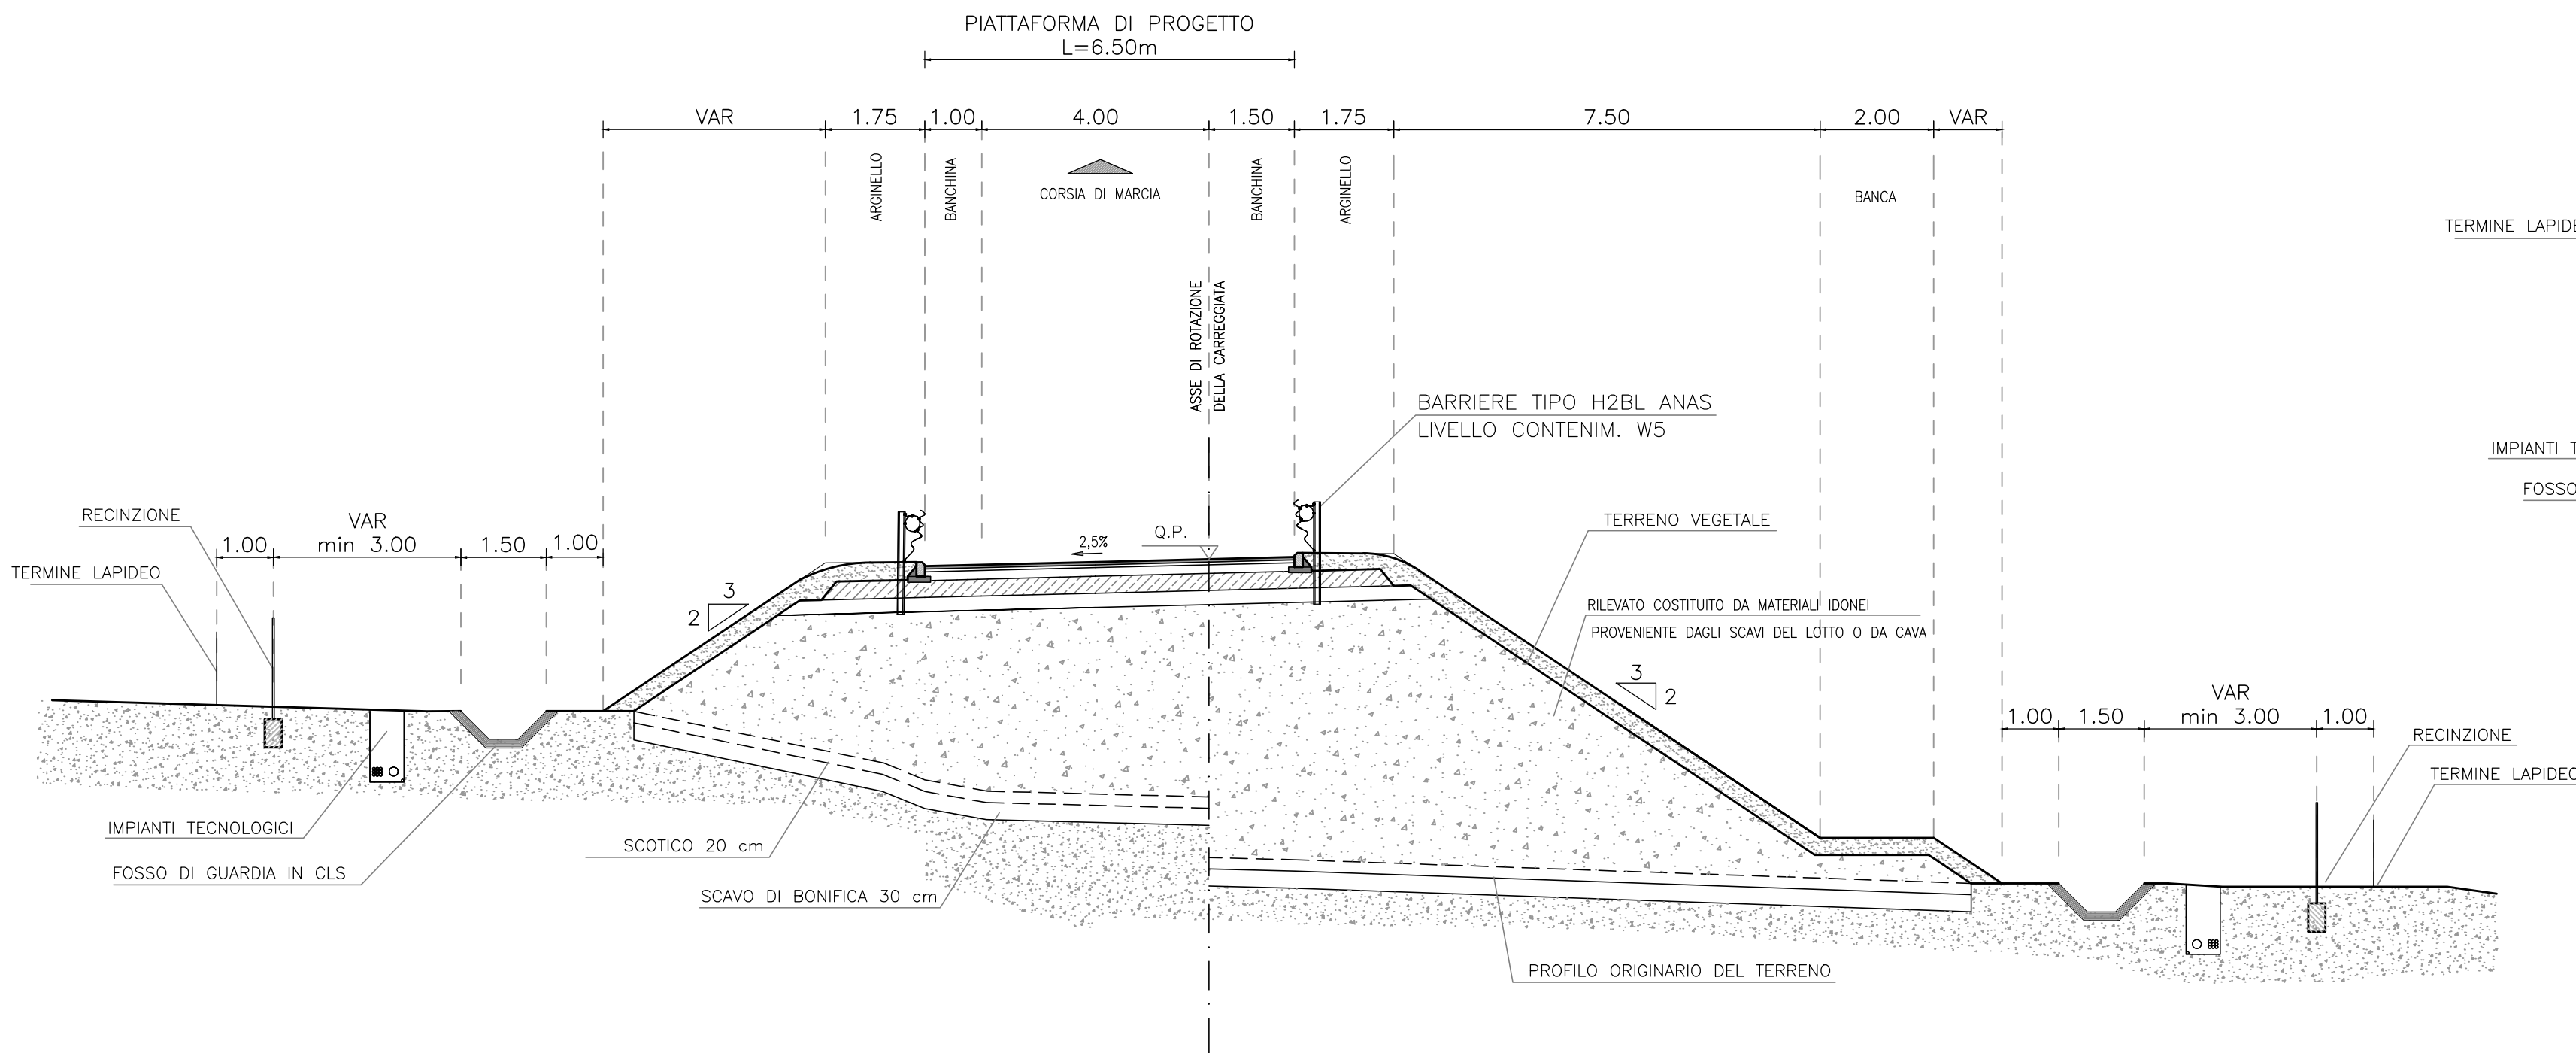 PIATTAFORMA DI PROGETTO
L=6.50m
VAR
1.75
1.00
4.00
1.50
1.75
7.50
2.00
VAR
ARGINELLO
BANCHINA
CORSIA DI MARCIA
BANCHINA
ARGINELLO
BANCA
TERMINE LAPIDE
ASSE DI ROTAZIONE
DELLA CARREGGIATA
BARRIERE TIPO H2BL ANAS
LIVELLO CONTENIM. W5
IMPIANTI T
FOSSO
RECINZIONE
VAR
1.00
min 3.00
1.50
1.00
TERMINE LAPIDEO
2,5%
Q.P.
TERRENO VEGETALE
3
2
RILEVATO COSTITUITO DA MATERIALI IDONEI
PROVENIENTE DAGLI SCAVI DEL LOTTO O DA CAVA
3
2
VAR
1.00
1.50
min 3.00
1.00
RECINZIONE
TERMINE LAPIDEO
IMPIANTI TECNOLOGICI
FOSSO DI GUARDIA IN CLS
SCOTICO 20 cm
SCAVO DI BONIFICA 30 cm
PROFILO ORIGINARIO DEL TERRENO